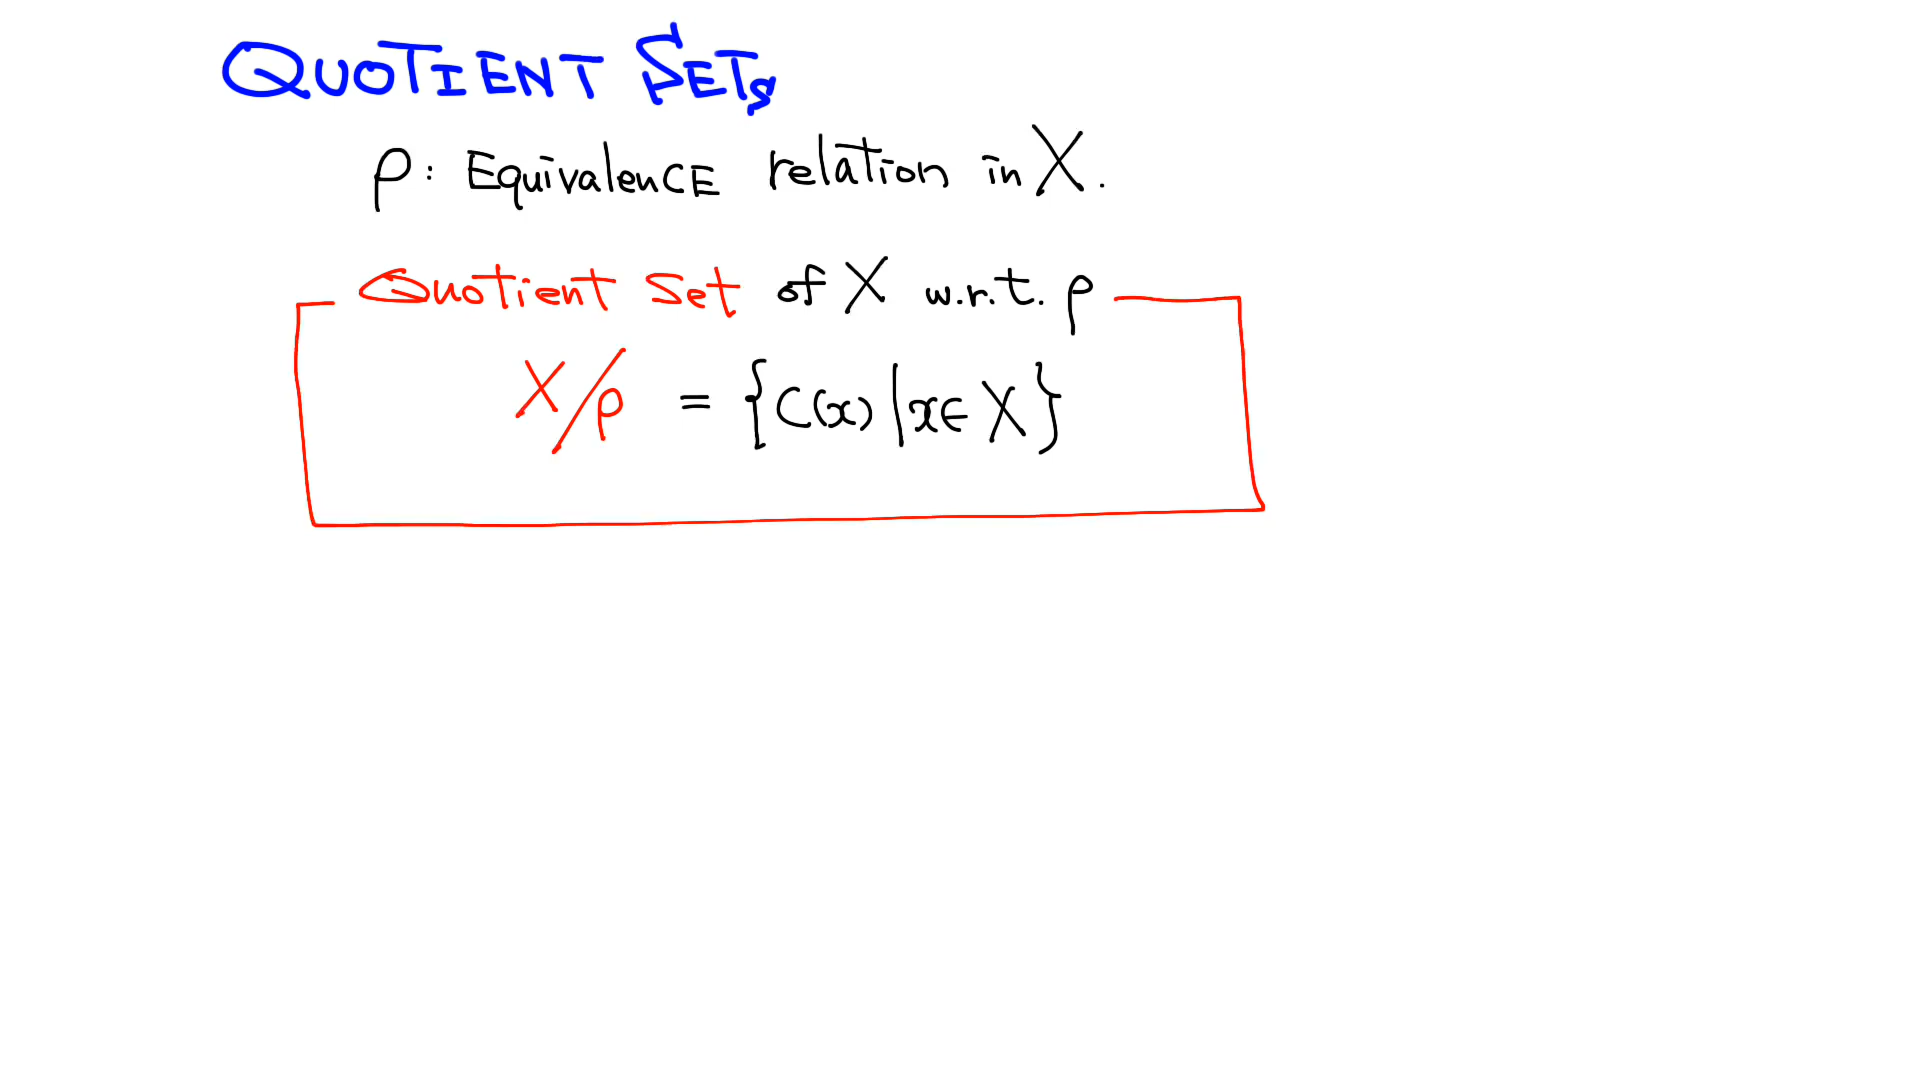 QUOTIENT SETs
ρ: EquivalencE relation in X.
Quotient Set of X w.r.t. ρ
X/ρ = {C(x) | x ∈ X}